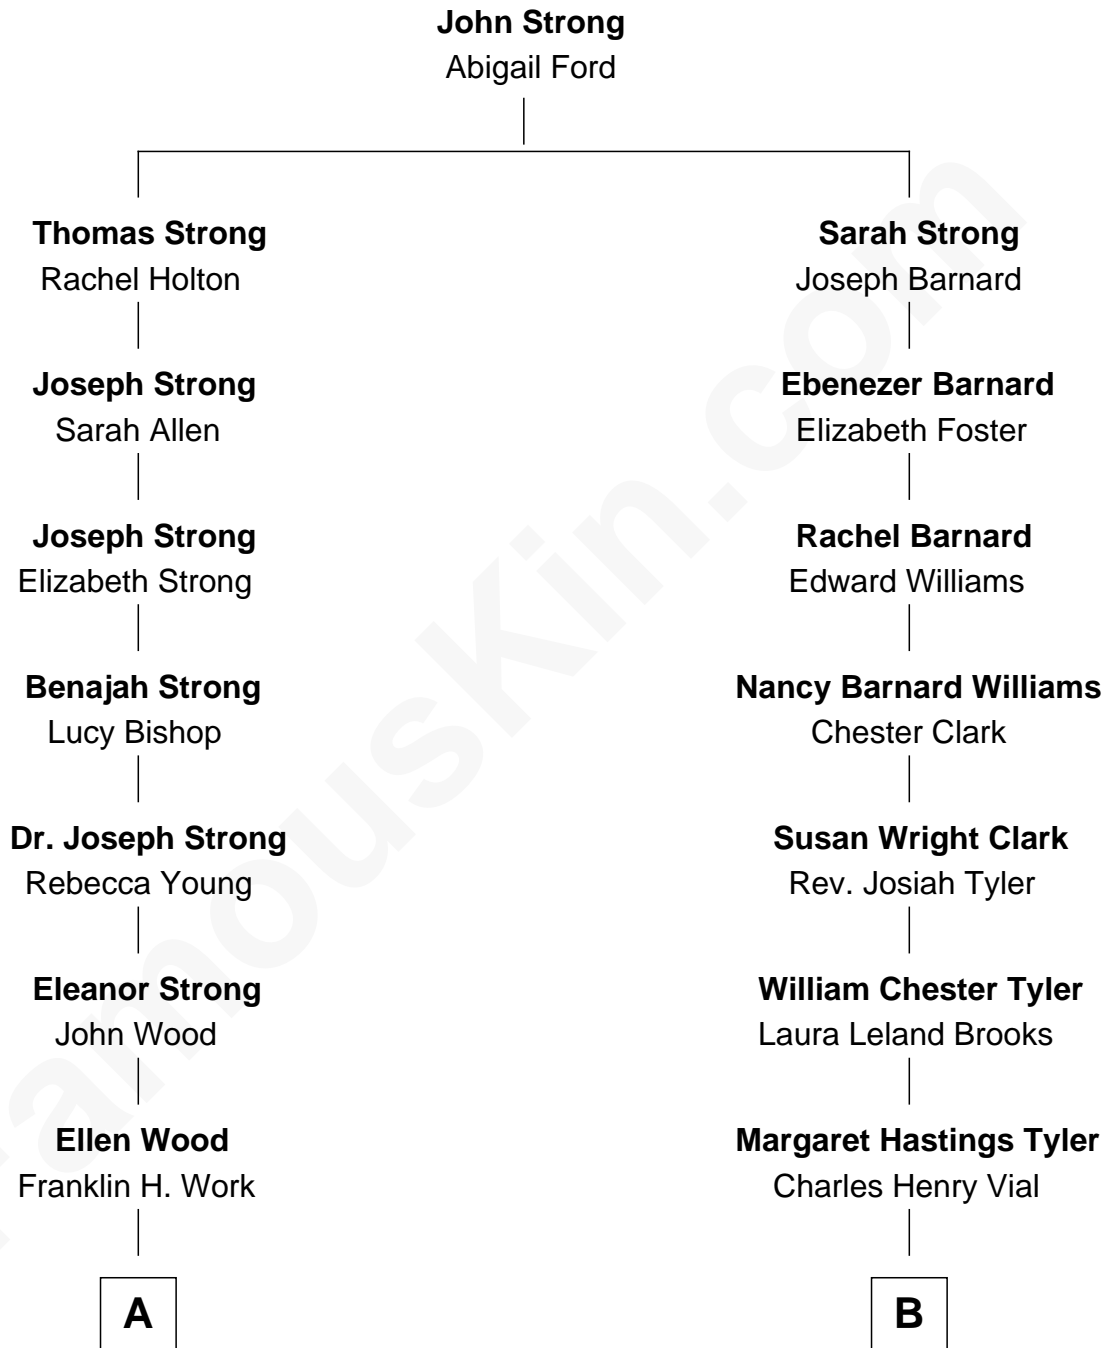 John Strong
Abigail Ford
Thomas Strong
Rachel Holton
Sarah Strong
Joseph Barnard
Joseph Strong
Sarah Allen
Ebenezer Barnard
Elizabeth Foster
Joseph Strong
Elizabeth Strong
Rachel Barnard
Edward Williams
Benajah Strong
Lucy Bishop
Nancy Barnard Williams
Chester Clark
Dr. Joseph Strong
Rebecca Young
Susan Wright Clark
Rev. Josiah Tyler
Eleanor Strong
John Wood
William Chester Tyler
Laura Leland Brooks
Ellen Wood
Franklin H. Work
Margaret Hastings Tyler
Charles Henry Vial
A
B
FamousKin.com